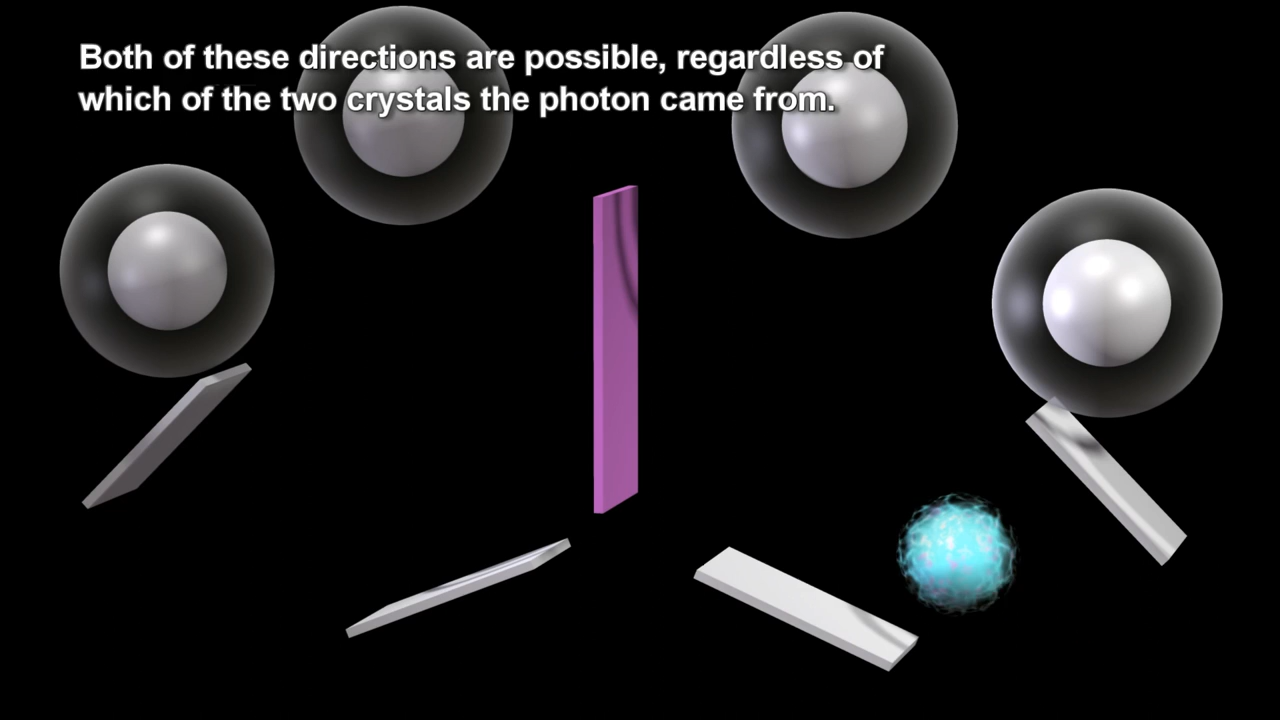 Both of these directions are possible, regardless of
which of the two crystals the photon came from.